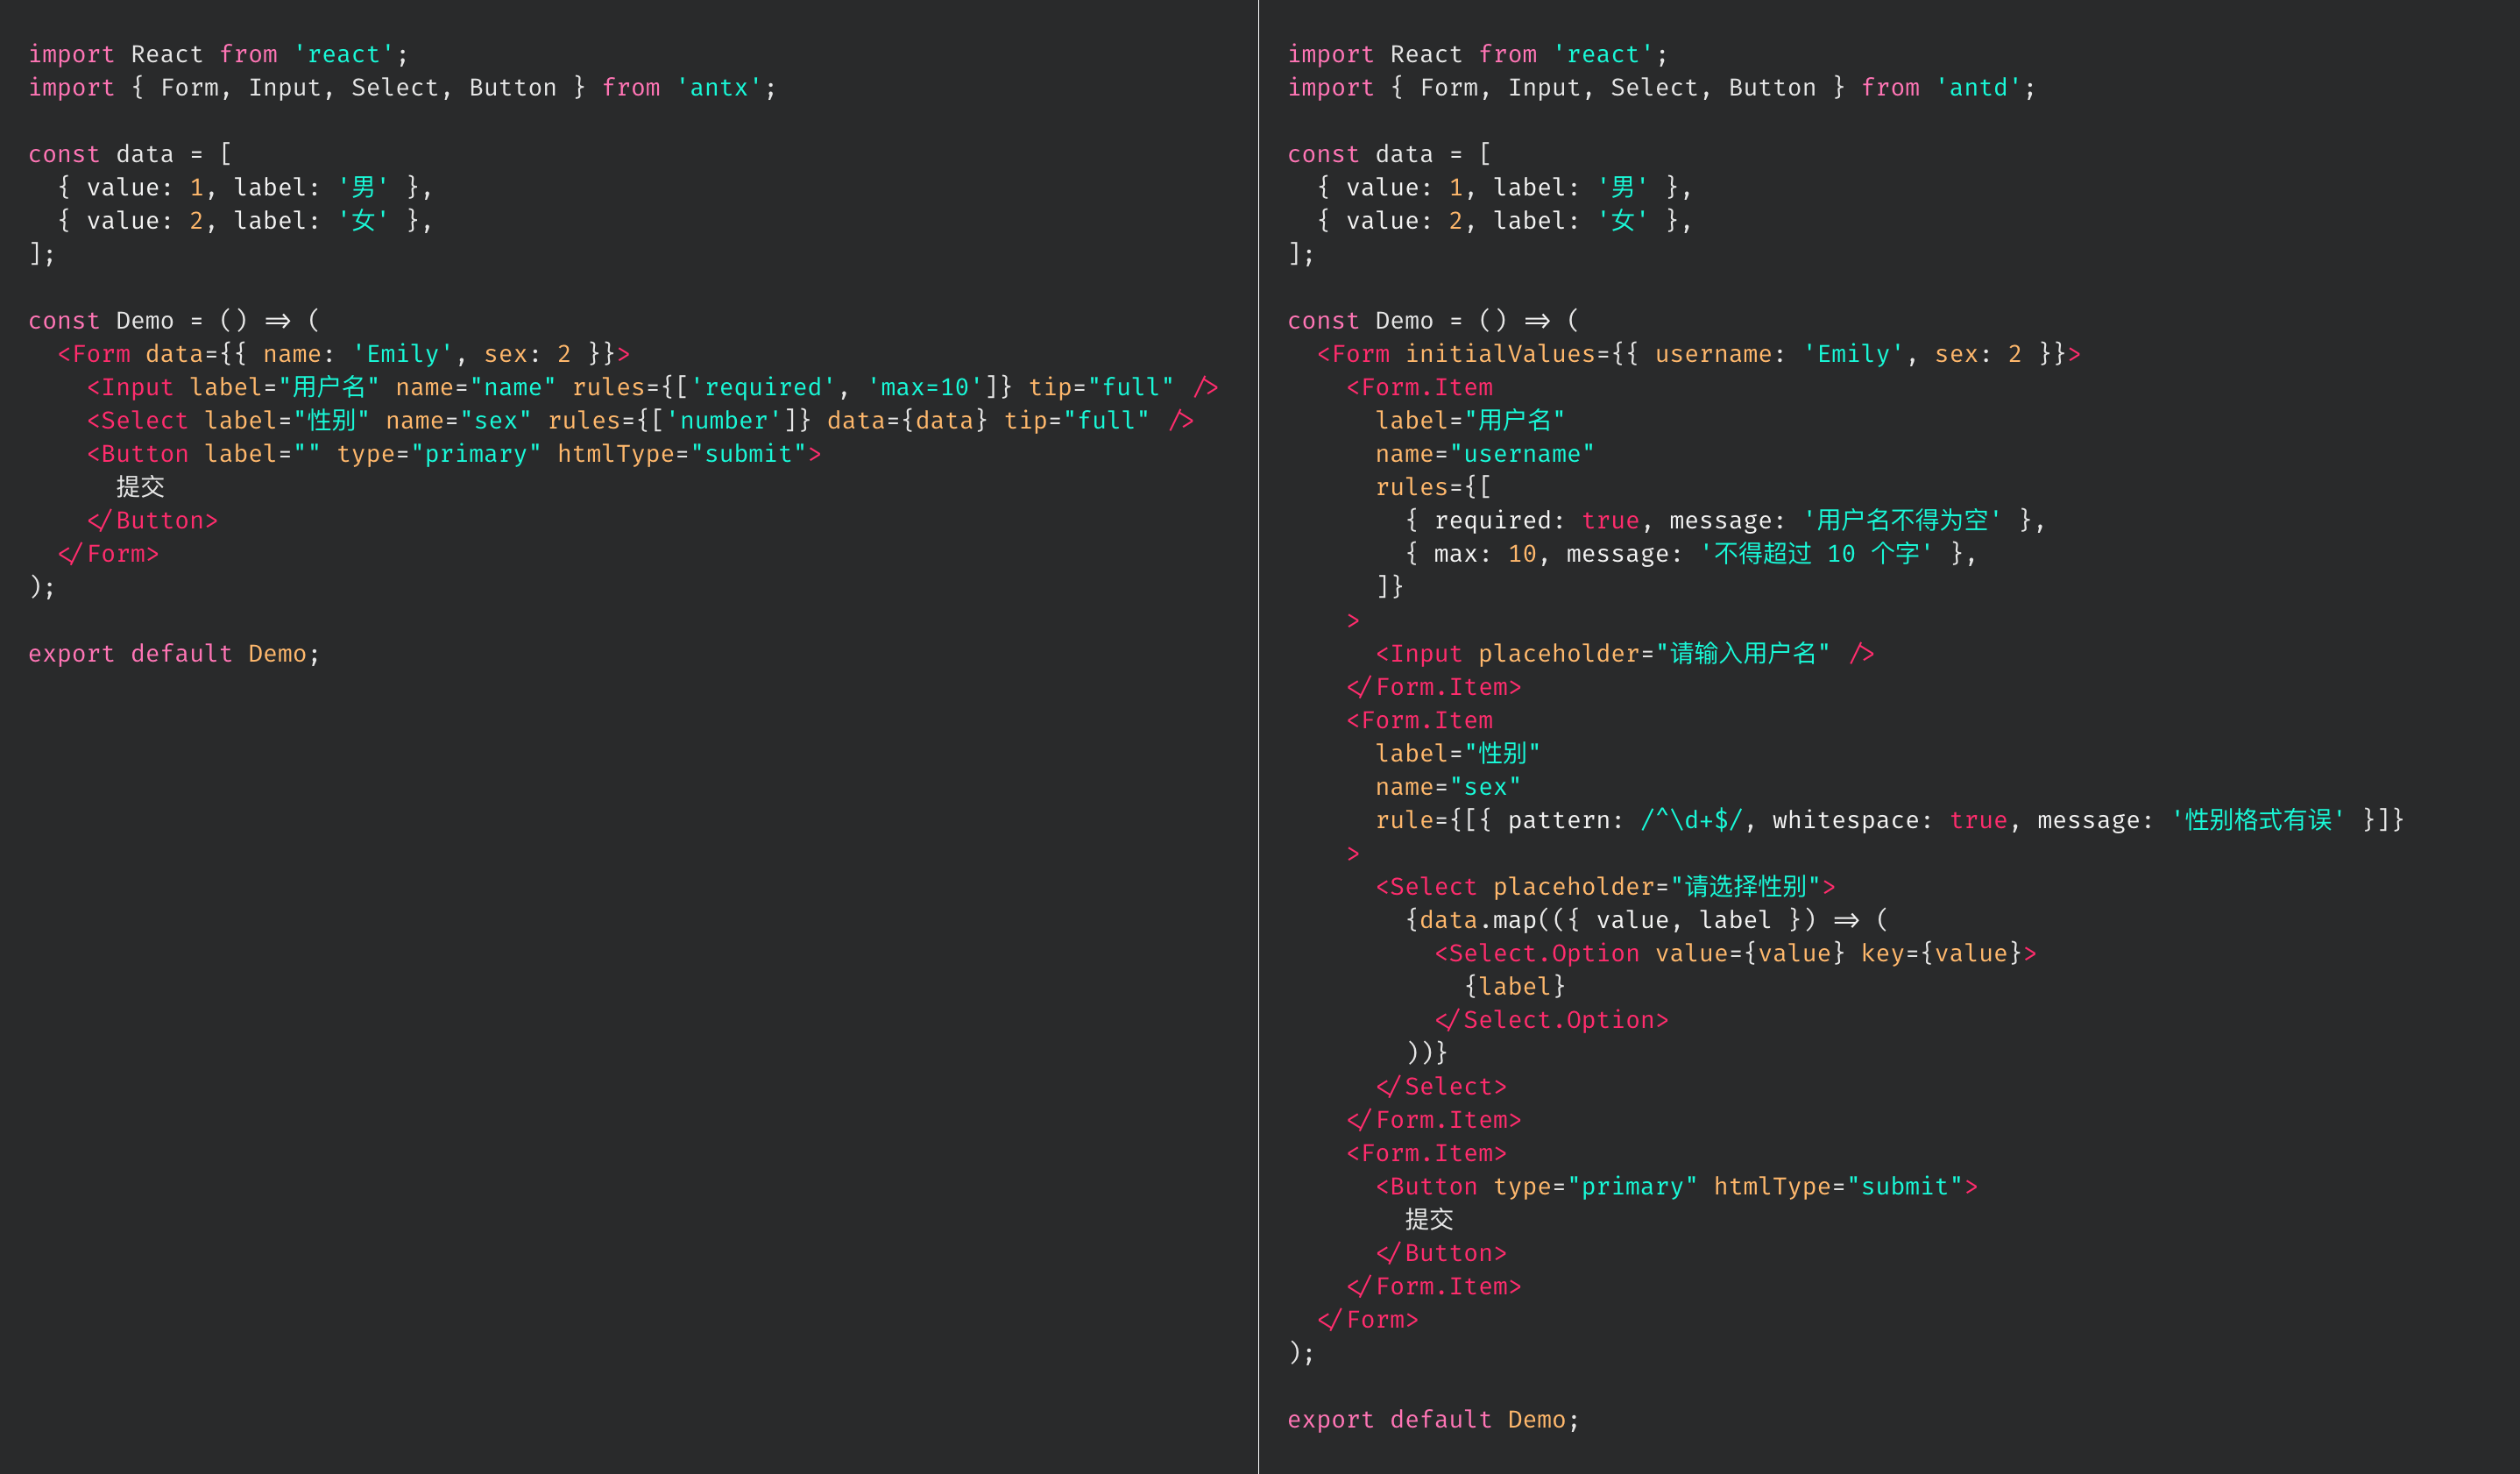 import React from 'react';
import { Form, Input, Select, Button } from 'antx';

const data = [
  { value: 1, label: '男' },
  { value: 2, label: '女' },
];

const Demo = () => (
  <Form data={{ name: 'Emily', sex: 2 }}>
    <Input label="用户名" name="name" rules={['required', 'max=10']} tip="full" />
    <Select label="性别" name="sex" rules={['number']} data={data} tip="full" />
    <Button label="" type="primary" htmlType="submit">
      提交
    </Button>
  </Form>
);

export default Demo;

import React from 'react';
import { Form, Input, Select, Button } from 'antd';

const data = [
  { value: 1, label: '男' },
  { value: 2, label: '女' },
];

const Demo = () => (
  <Form initialValues={{ username: 'Emily', sex: 2 }}>
    <Form.Item
      label="用户名"
      name="username"
      rules={[
        { required: true, message: '用户名不得为空' },
        { max: 10, message: '不得超过 10 个字' },
      ]}
    >
      <Input placeholder="请输入用户名" />
    </Form.Item>
    <Form.Item
      label="性别"
      name="sex"
      rule={[{ pattern: /^\d+$/, whitespace: true, message: '性别格式有误' }]}
    >
      <Select placeholder="请选择性别">
        {data.map(({ value, label }) => (
          <Select.Option value={value} key={value}>
            {label}
          </Select.Option>
        ))}
      </Select>
    </Form.Item>
    <Form.Item>
      <Button type="primary" htmlType="submit">
        提交
      </Button>
    </Form.Item>
  </Form>
);

export default Demo;